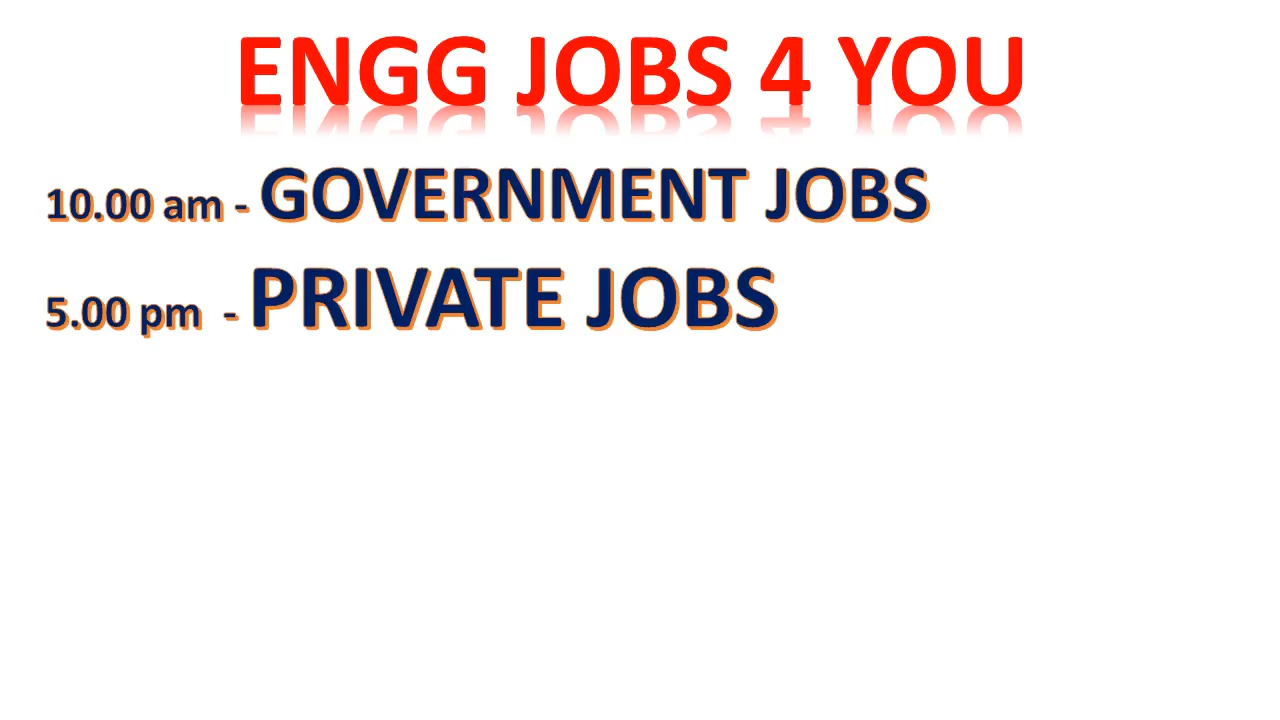 ENGG JOBS 4 YOU
10.00 am - GOVERNMENT JOBS
5.00 pm - PRIVATE JOBS